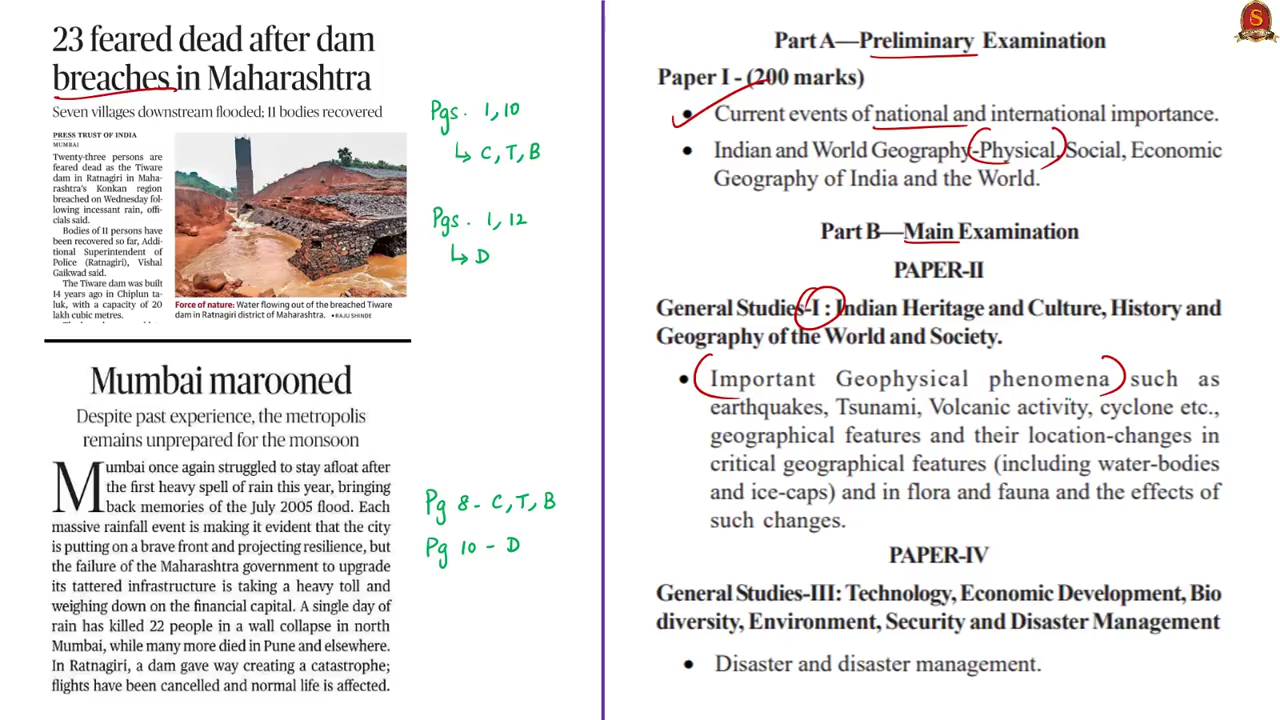 23 feared dead after dam
breaches in Maharashtra
Seven villages downstream flooded; 11 bodies recovered
PRESS TRUST OF INDIA
MUMBAI
Twenty-three persons are
feared dead as the Tiware
dam in Ratnagiri in Maha-
rashtra's Konkan region
breached on Wednesday fol-
lowing incessant rain, offi-
cials said.
Bodies of 11 persons have
been recovered so far, Addi-
tional Superintendent of
Police (Ratnagiri), Vishal
Gaikwad said.
The Tiware dam was built
14 years ago in Chiplun ta-
luk, with a capacity of 20
lakh cubic metres.
Force of nature: Water flowing out of the breached Tiware
dam in Ratnagiri district of Maharashtra. •RAJU SHINDE
Pgs. 1, 10
↳ C, T, B
Pgs. 1, 12
↳ D
Mumbai marooned
Despite past experience, the metropolis
remains unprepared for the monsoon
Mumbai once again struggled to stay afloat after
the first heavy spell of rain this year, bringing
back memories of the July 2005 flood. Each
massive rainfall event is making it evident that the city
is putting on a brave front and projecting resilience, but
the failure of the Maharashtra government to upgrade
its tattered infrastructure is taking a heavy toll and
weighing down on the financial capital. A single day of
rain has killed 22 people in a wall collapse in north
Mumbai, while many more died in Pune and elsewhere.
In Ratnagiri, a dam gave way creating a catastrophe;
flights have been cancelled and normal life is affected.
Pg 8 - C, T, B
Pg 10 - D
Part A—Preliminary Examination
Paper I - (200 marks)
• Current events of national and international importance.
• Indian and World Geography-Physical, Social, Economic
Geography of India and the World.
Part B—Main Examination
PAPER-II
General Studies-I : Indian Heritage and Culture, History and
Geography of the World and Society.
• Important Geophysical phenomena such as
earthquakes, Tsunami, Volcanic activity, cyclone etc.,
geographical features and their location-changes in
critical geographical features (including water-bodies
and ice-caps) and in flora and fauna and the effects of
such changes.
PAPER-IV
General Studies-III: Technology, Economic Development, Bio
diversity, Environment, Security and Disaster Management
• Disaster and disaster management.
S